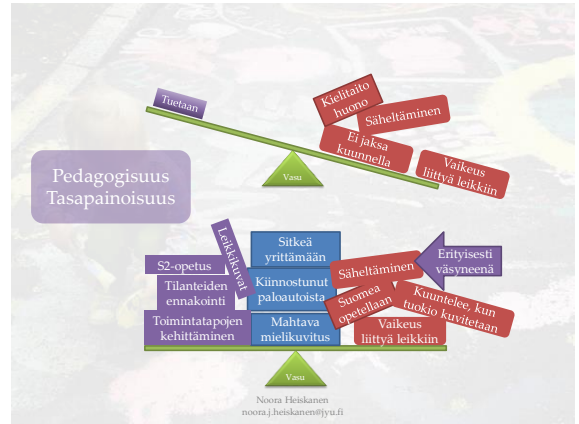 Tuetaan
Kielitaito
huono
Säheltäminen
Ei jaksa
kuunnella
Vaikeus
liittyä leikkiin
Vasu
Pedagogisuus
Tasapainoisuus
Leikkikuvat
Sitkeä
yrittämään
Erityisesti
väsyneenä
S2-opetus
Säheltäminen
Tilanteiden
ennakointi
Kiinnostunut
paloautoista
Suomea
opetellaan
Kuuntelee, kun
tuokio kuvitetaan
Toimintatapojen
kehittäminen
Mahtava
mielikuvitus
Vaikeus
liittyä leikkiin
Vasu
Noora Heiskanen
noora.j.heiskanen@jyu.fi